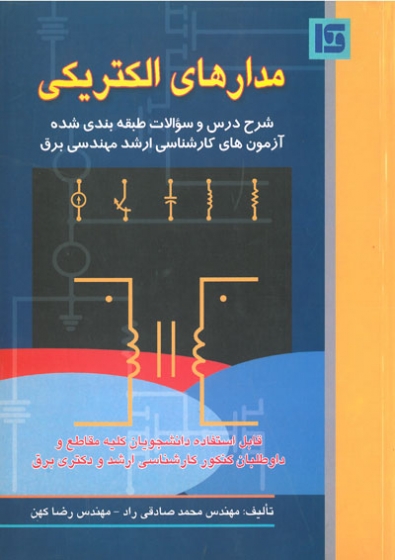 مدارهای الکتریکی
شرح درس و سؤالات طبقه بندی شده
آزمون های کارشناسی ارشد مهندسی برق
قابل استفاده دانشجویان کلیه مقاطع و
داوطلبان کنکور کارشناسی ارشد و دکتری برق
تألیف: مهندس محمد صادقی راد - مهندس رضا کهن